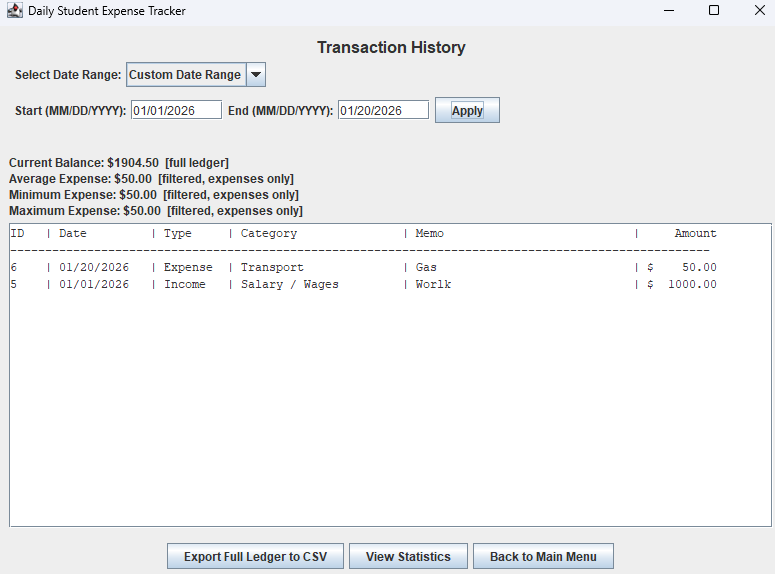 Daily Student Expense Tracker
Transaction History
Select Date Range: Custom Date Range
Start (MM/DD/YYYY): 01/01/2026 End (MM/DD/YYYY): 01/20/2026 Apply
Current Balance: $1904.50 [full ledger]
Average Expense: $50.00 [filtered, expenses only]
Minimum Expense: $50.00 [filtered, expenses only]
Maximum Expense: $50.00 [filtered, expenses only]
ID | Date | Type | Category | Memo | Amount
----------------------------------------------------------------------------------------------------
6 | 01/20/2026 | Expense | Transport | Gas | $ 50.00
5 | 01/01/2026 | Income | Salary / Wages | Worlk | $ 1000.00
Export Full Ledger to CSV View Statistics Back to Main Menu